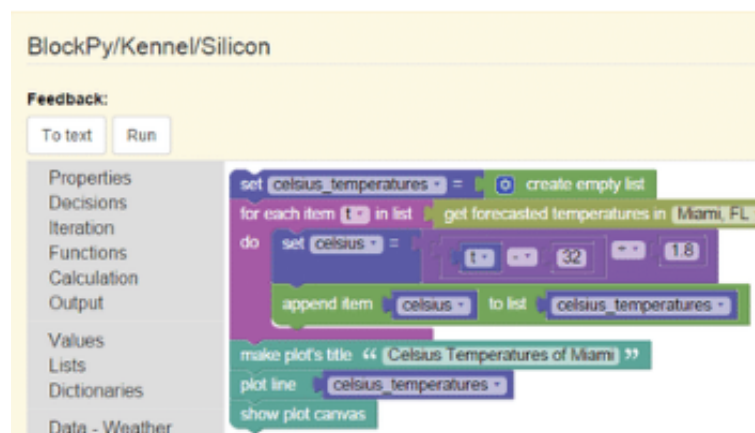 BlockPy/Kennel/Silicon
Feedback:
To text Run
Properties
Decisions
Iteration
Functions
Calculation
Output
Values
Lists
Dictionaries
Data - Weather
set celsius_temperatures = create empty list
for each item t in list get forecasted temperatures in Miami, FL
do set celsius = t - 32 ÷ 1.8
append item celsius to list celsius_temperatures
make plot's title “ Celsius Temperatures of Miami ”
plot line celsius_temperatures
show plot canvas